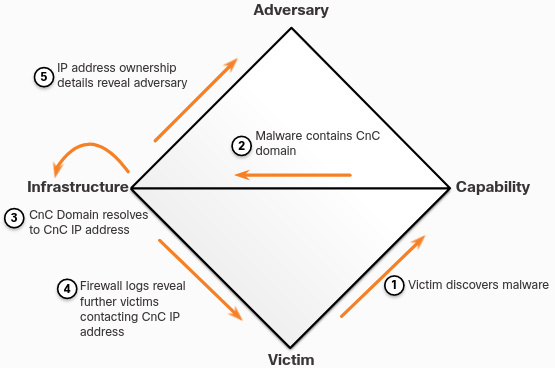 Adversary
5 IP address ownership
details reveal adversary
2 Malware contains CnC
domain
Infrastructure
Capability
3 CnC Domain resolves
to CnC IP address
4 Firewall logs reveal
further victims
contacting CnC IP
address
1 Victim discovers malware
Victim